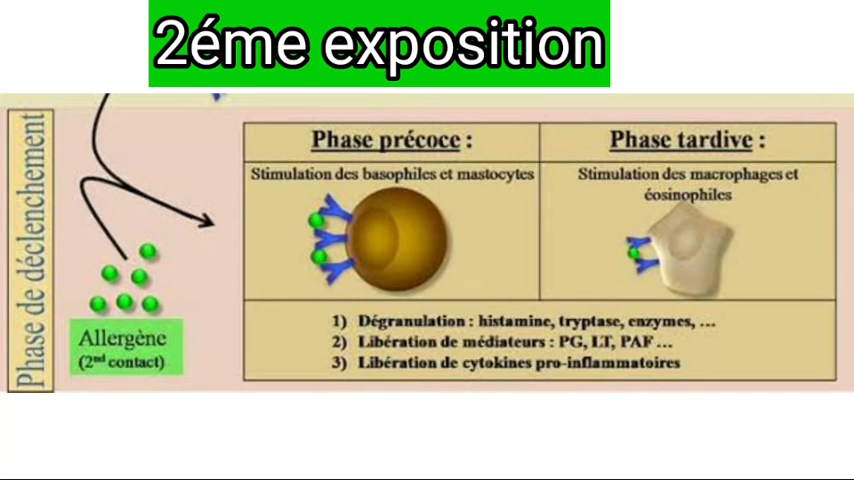 2éme exposition
Phase de déclenchement
Phase précoce :
Phase tardive :
Stimulation des basophiles et mastocytes
Stimulation des macrophages et
éosinophiles
Allergène
(2nd contact)
1) Dégranulation : histamine, tryptase, enzymes, ...
2) Libération de médiateurs : PG, LT, PAF ...
3) Libération de cytokines pro-inflammatoires